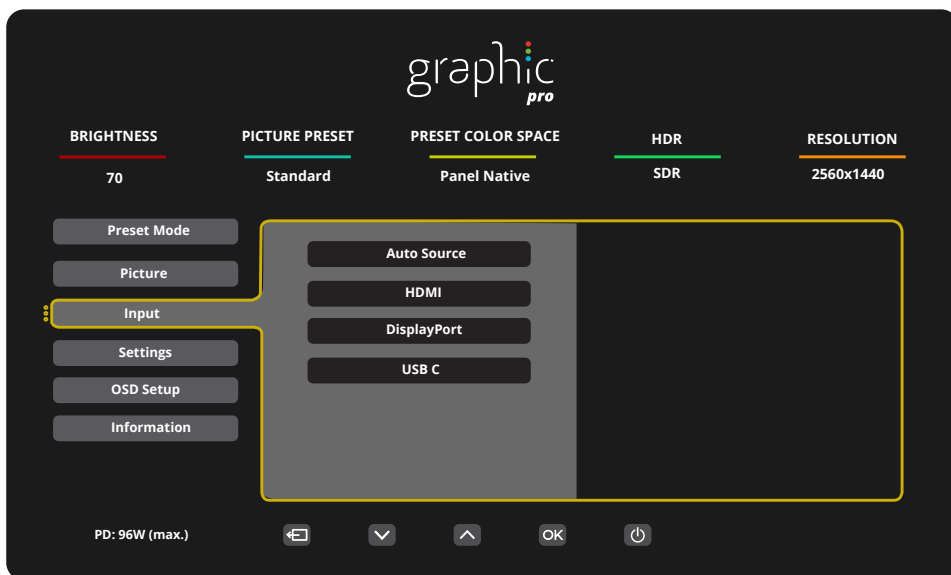 graphic
pro
BRIGHTNESS PICTURE PRESET PRESET COLOR SPACE HDR RESOLUTION
70 Standard Panel Native SDR 2560x1440
Preset Mode
Picture
Input
Settings
OSD Setup
Information
Auto Source
HDMI
DisplayPort
USB C
PD: 96W (max.) OK